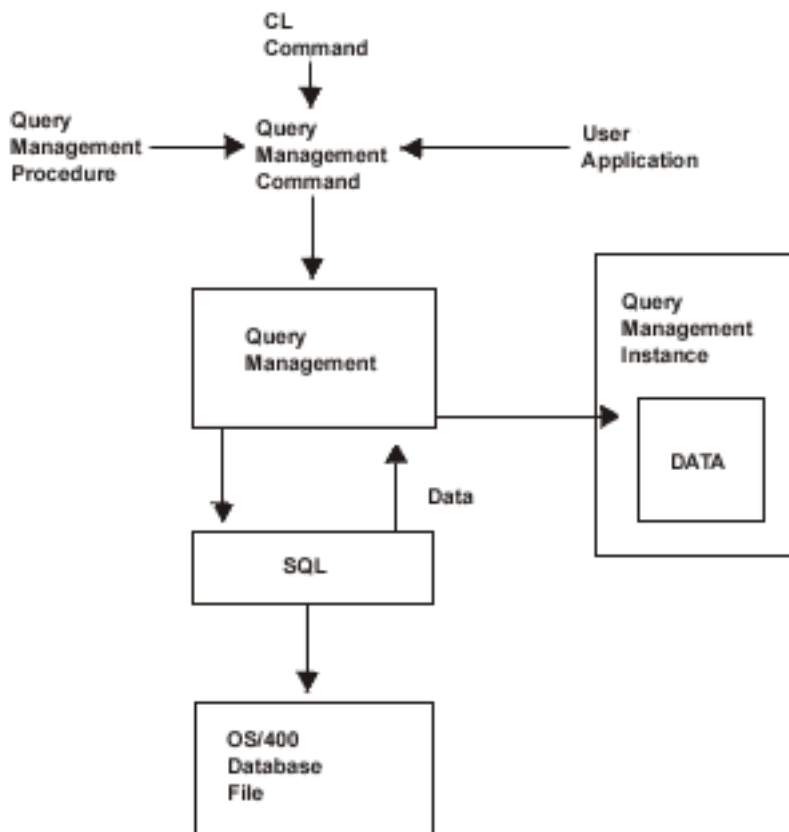 CL
Command
Query
Management
Procedure
Query
Management
Command
User
Application
Query
Management
Query
Management
Instance
DATA
Data
SQL
OS/400
Database
File